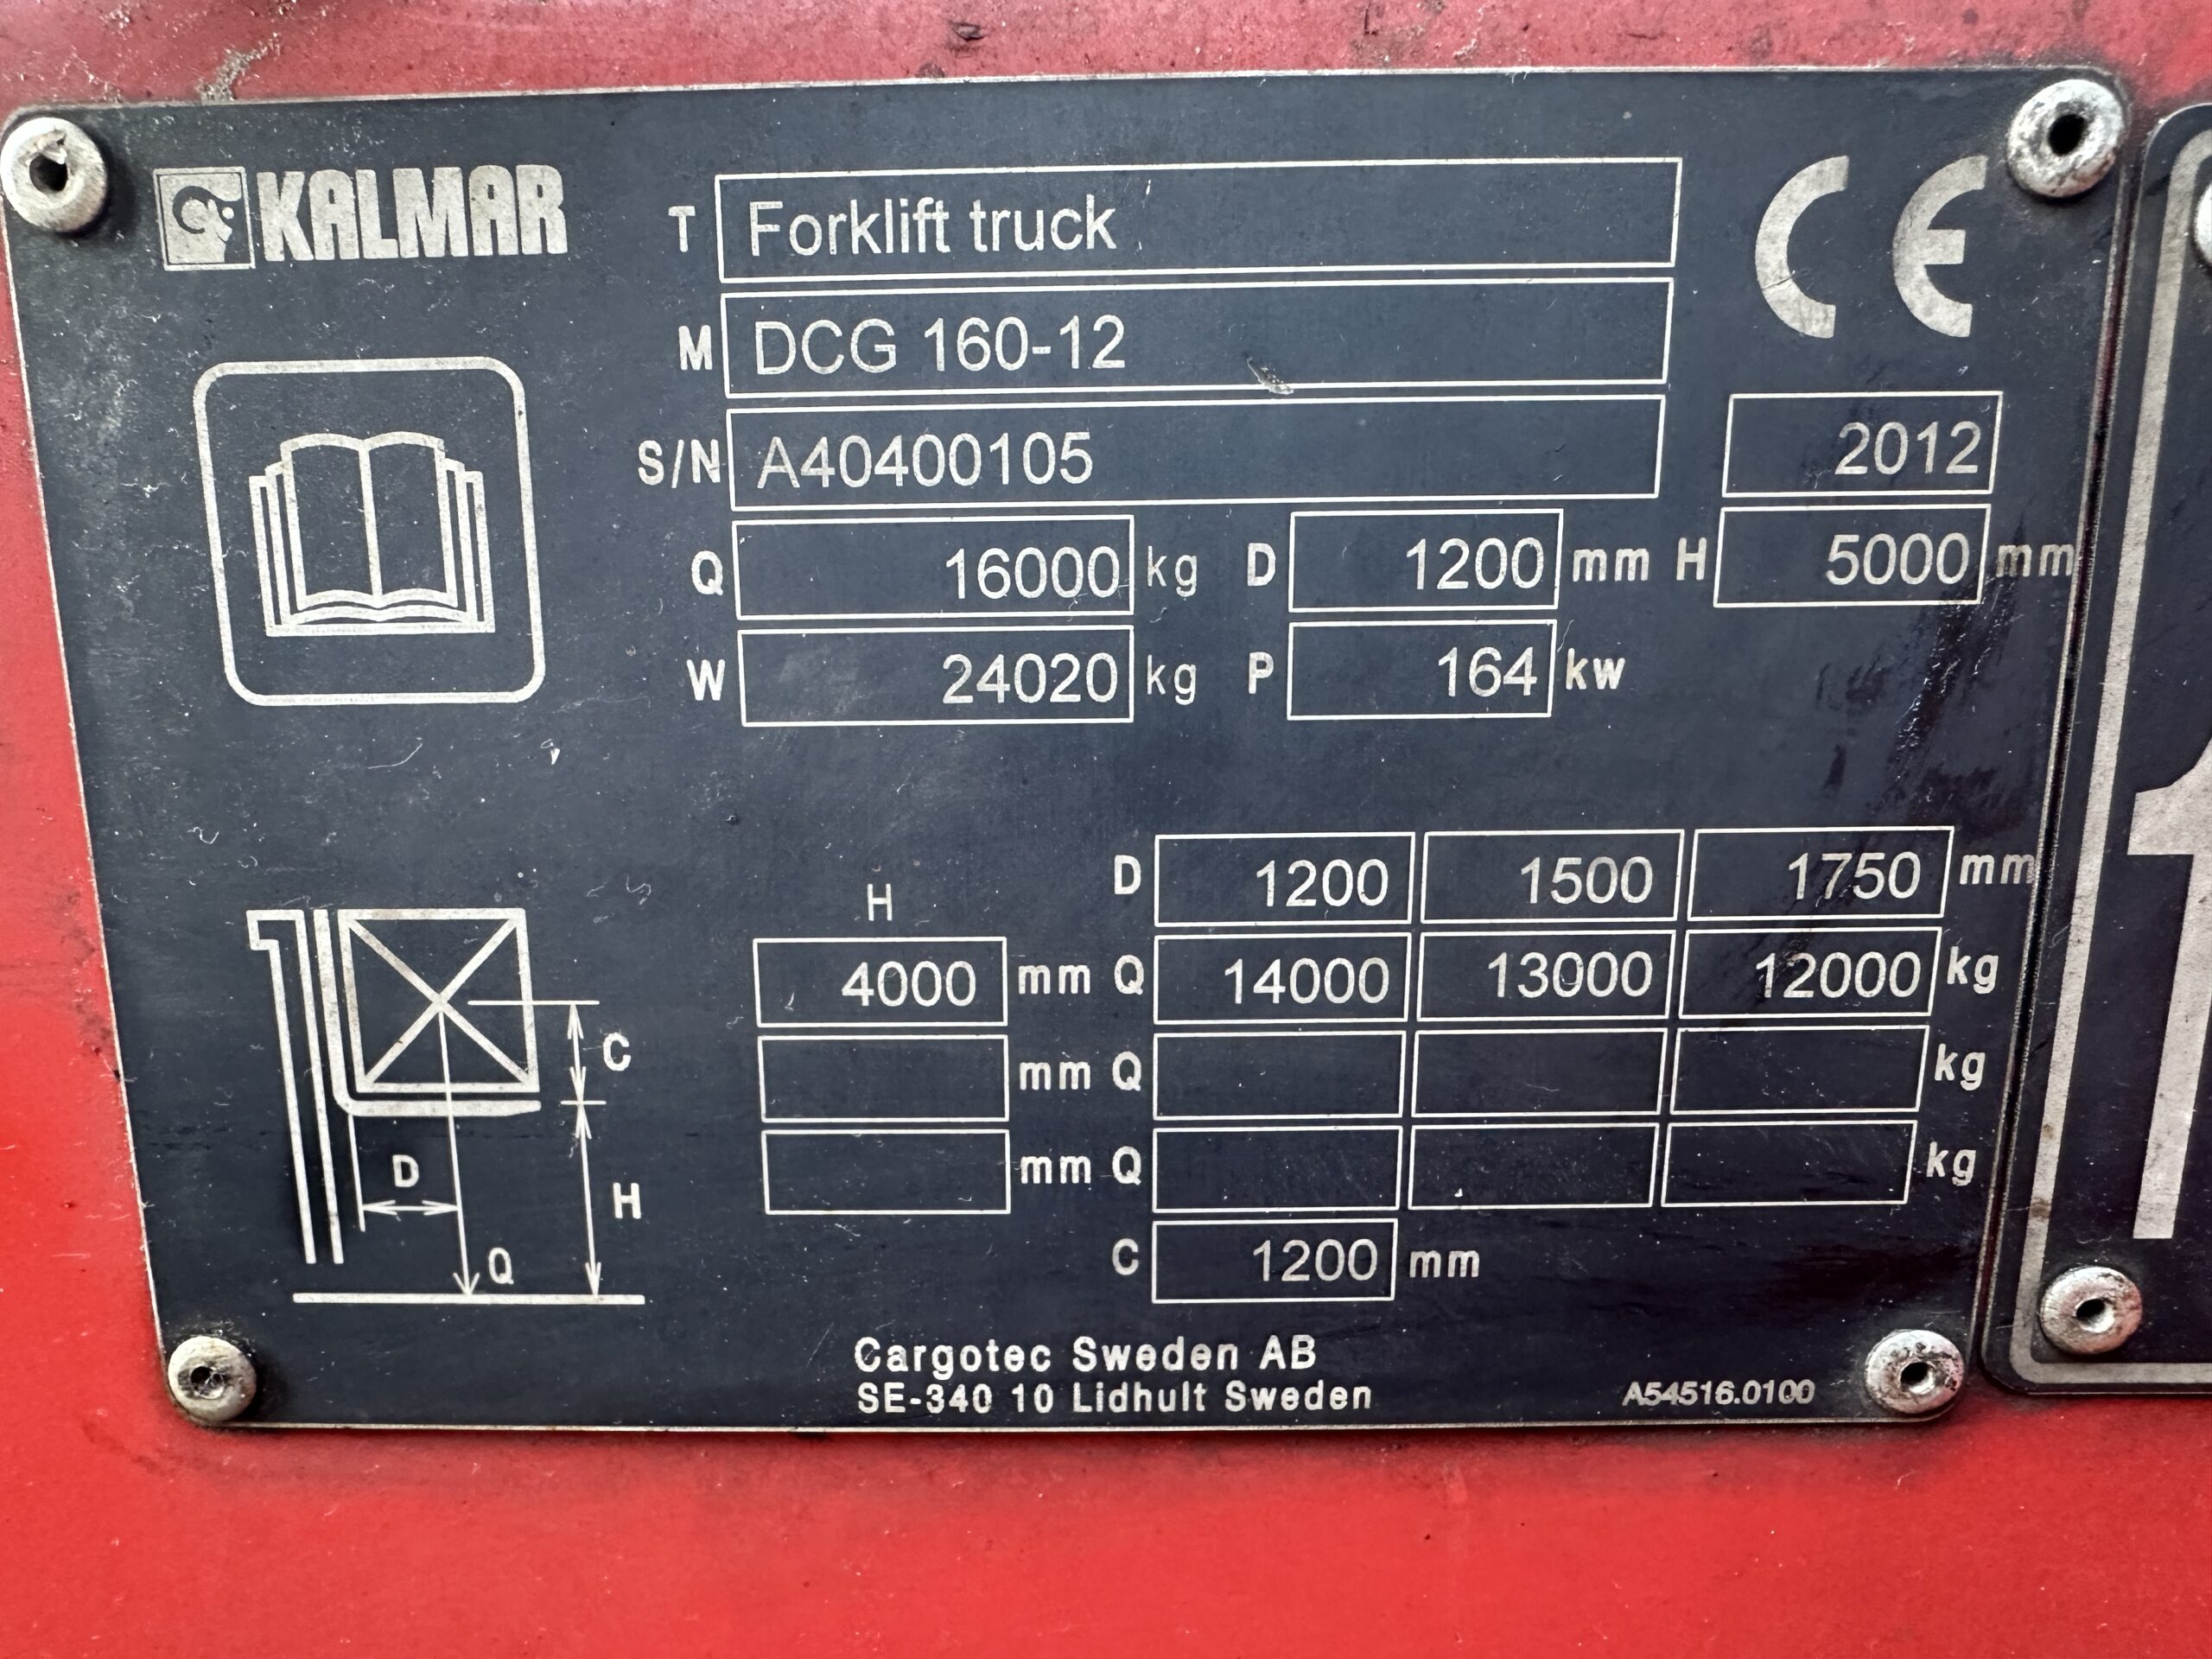 KALMAR
T Forklift truck
CE
M DCG 160-12
S/N A40400105 2012
Q 16000 kg D 1200 mm H 5000 mm
W 24020 kg P 164 kw
H
D 1200 1500 1750 mm
4000 mm Q 14000 13000 12000 kg
mm Q kg
mm Q kg
C 1200 mm
C
D
H
Q
Cargotec Sweden AB
SE-340 10 Lidhult Sweden
A54516.0100
1